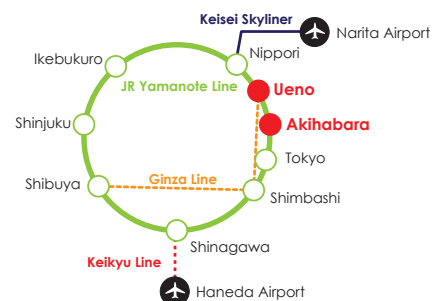 Keisei Skyliner
Narita Airport
Nippori
Ikebukuro
JR Yamanote Line
Ueno
Shinjuku
Akihabara
Tokyo
Ginza Line
Shibuya
Shimbashi
Shinagawa
Keikyu Line
Haneda Airport